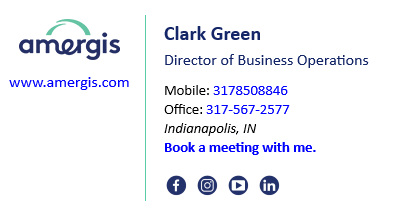 amergis
www.amergis.com
Clark Green
Director of Business Operations
Mobile: 3178508846
Office: 317-567-2577
Indianapolis, IN
Book a meeting with me.